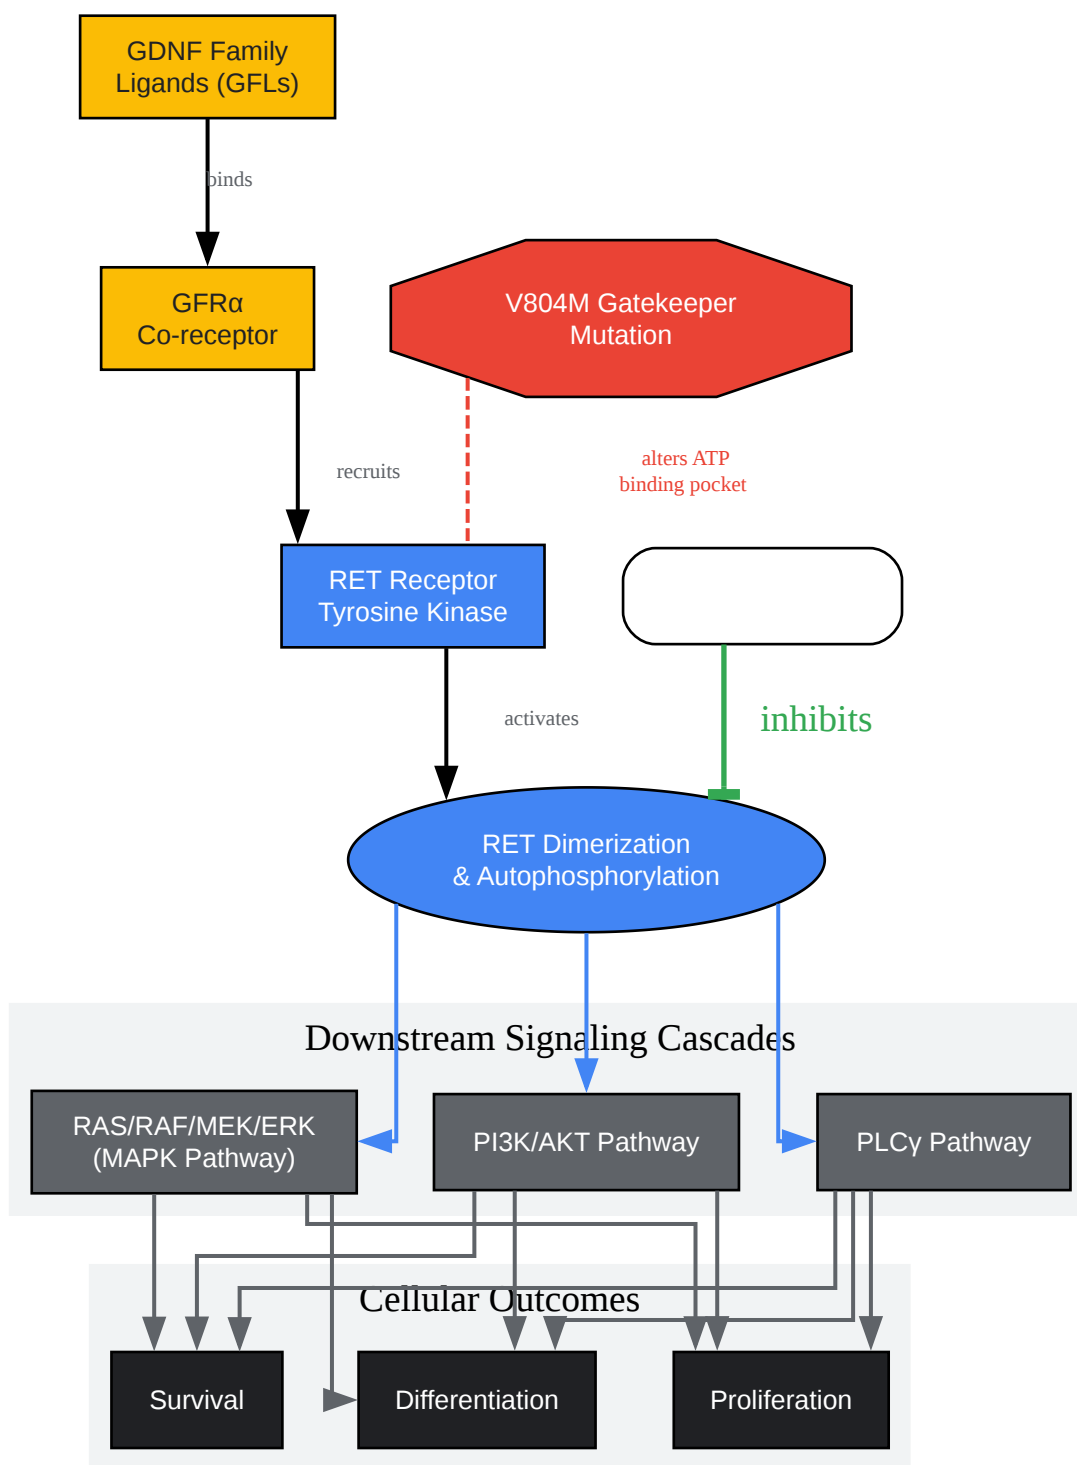 GDNF Family
Ligands (GFLs)
binds
GFRα
Co-receptor
V804M Gatekeeper
Mutation
recruits
alters ATP
binding pocket
RET Receptor
Tyrosine Kinase
activates
inhibits
RET Dimerization
& Autophosphorylation
Downstream Signaling Cascades
RAS/RAF/MEK/ERK
(MAPK Pathway)
PI3K/AKT Pathway
PLCγ Pathway
Cellular Outcomes
Survival
Differentiation
Proliferation